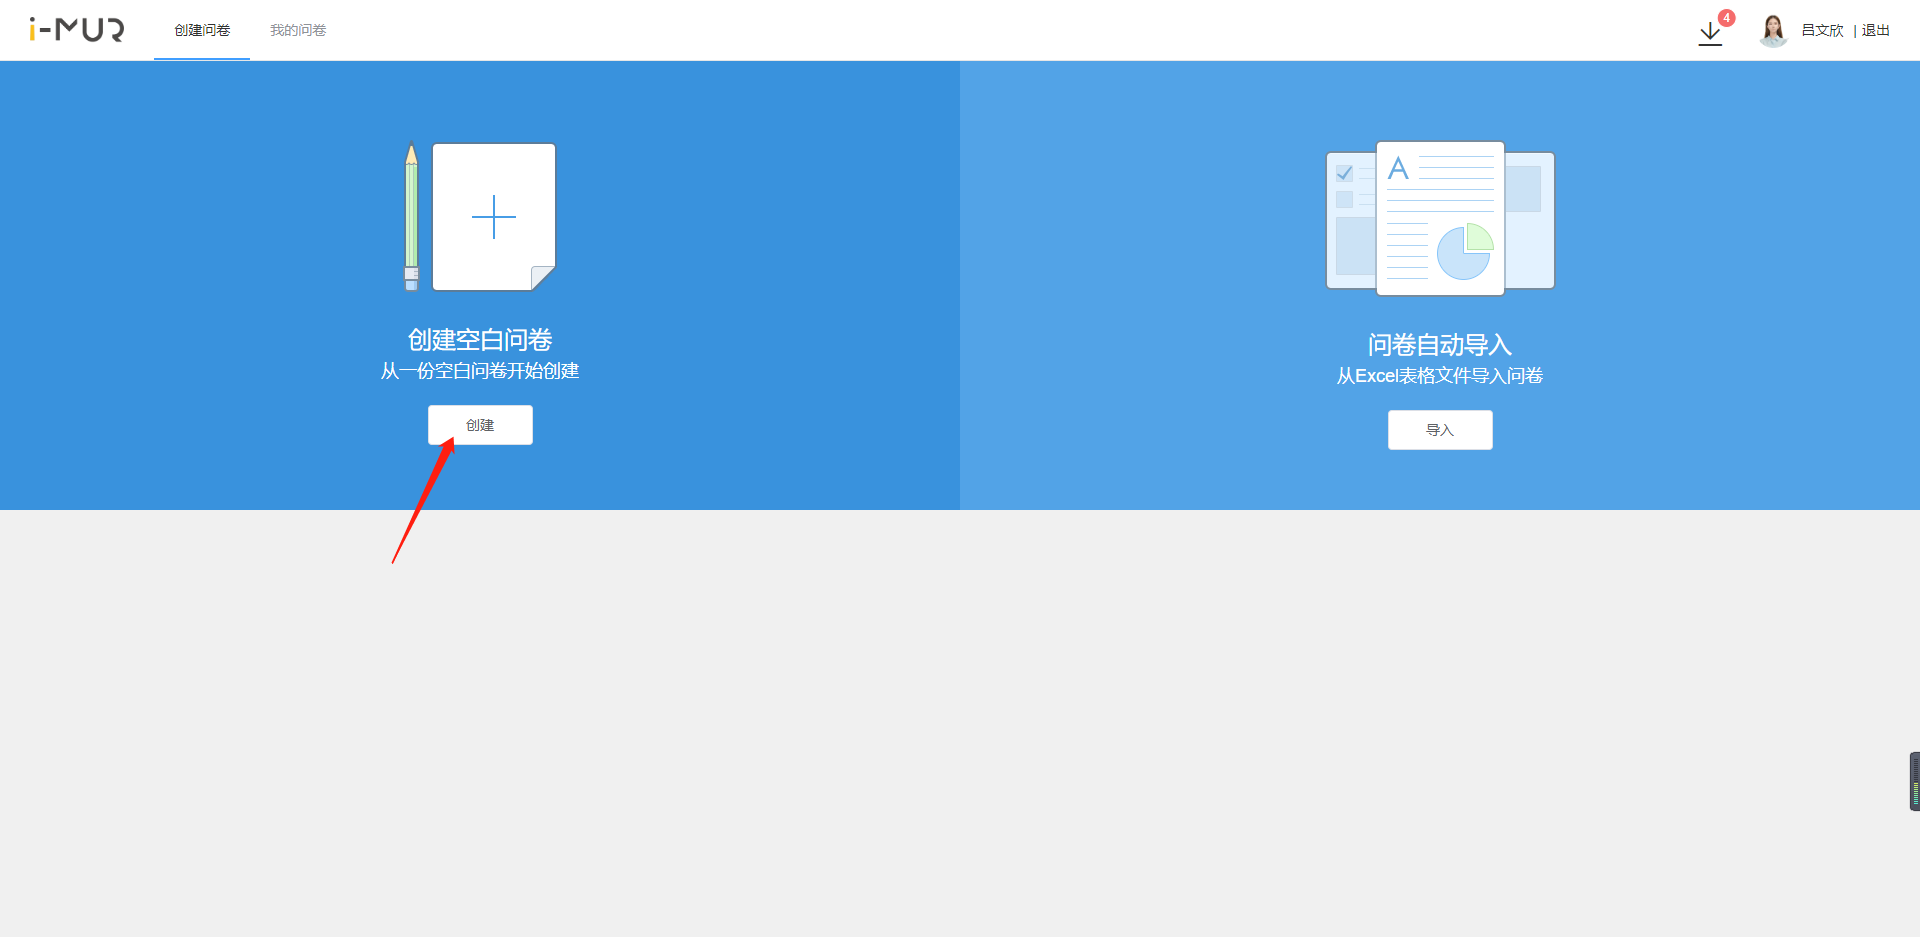 i-MUR 创建问卷 我的问卷 4 吕文欣 | 退出
创建空白问卷
从一份空白问卷开始创建
创建
A
问卷自动导入
从Excel表格文件导入问卷
导入